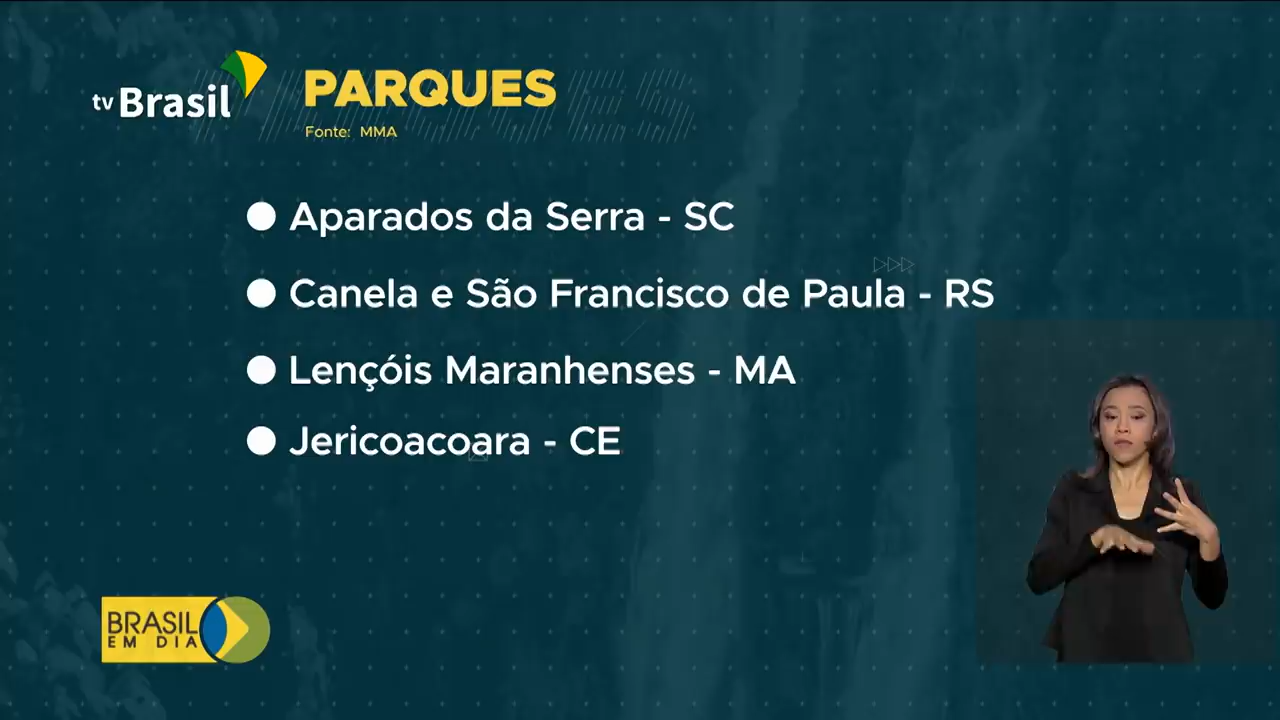 tv Brasil
PARQUES
Fonte: MMA
Aparados da Serra - SC
Canela e São Francisco de Paula - RS
Lençóis Maranhenses - MA
Jericoacoara - CE
BRASIL
EM DIA